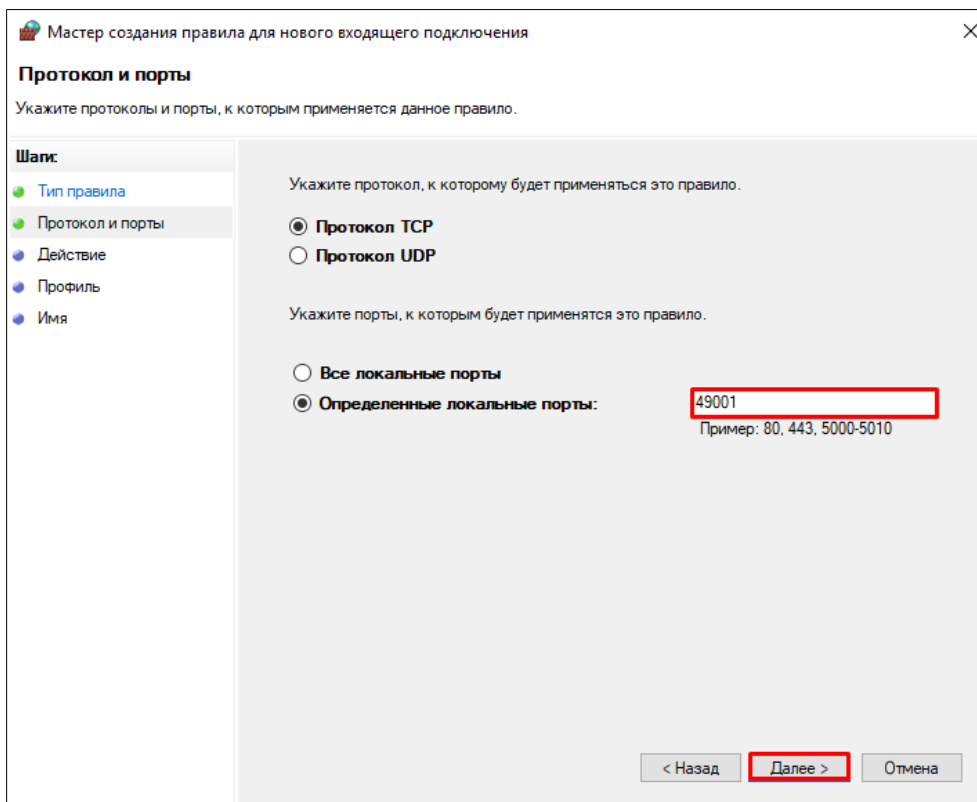 Мастер создания правила для нового входящего подключения
Протокол и порты
Укажите протоколы и порты, к которым применяется данное правило.
Шаги:
Тип правила
Протокол и порты
Действие
Профиль
Имя
Укажите протокол, к которому будет применяться это правило.
Протокол TCP
Протокол UDP
Укажите порты, к которым будет применятся это правило.
Все локальные порты
Определенные локальные порты: 49001
Пример: 80, 443, 5000-5010
< Назад Далее > Отмена